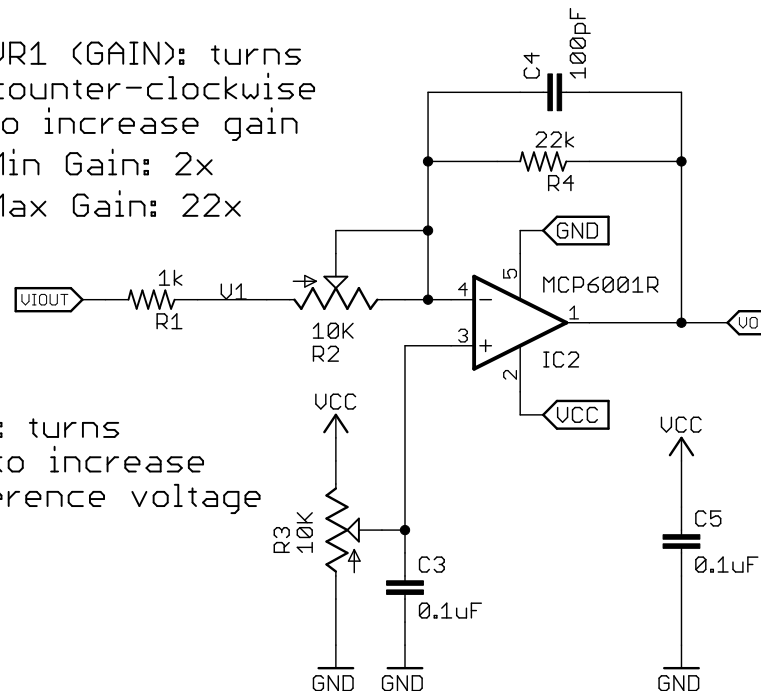 VR1 (GAIN): turns
counter-clockwise
to increase gain
Min Gain: 2x
Max Gain: 22x
C4
100pF
22k
R4
GND
5
MCP6001R
VIOUT
1k
R1
V1
10K
R2
4
-
3
+
1
IC2
2
VCC
VO
: turns
to increase
erence voltage
VCC
R3
10K
C3
0.1uF
GND
GND
VCC
C5
0.1uF
GND